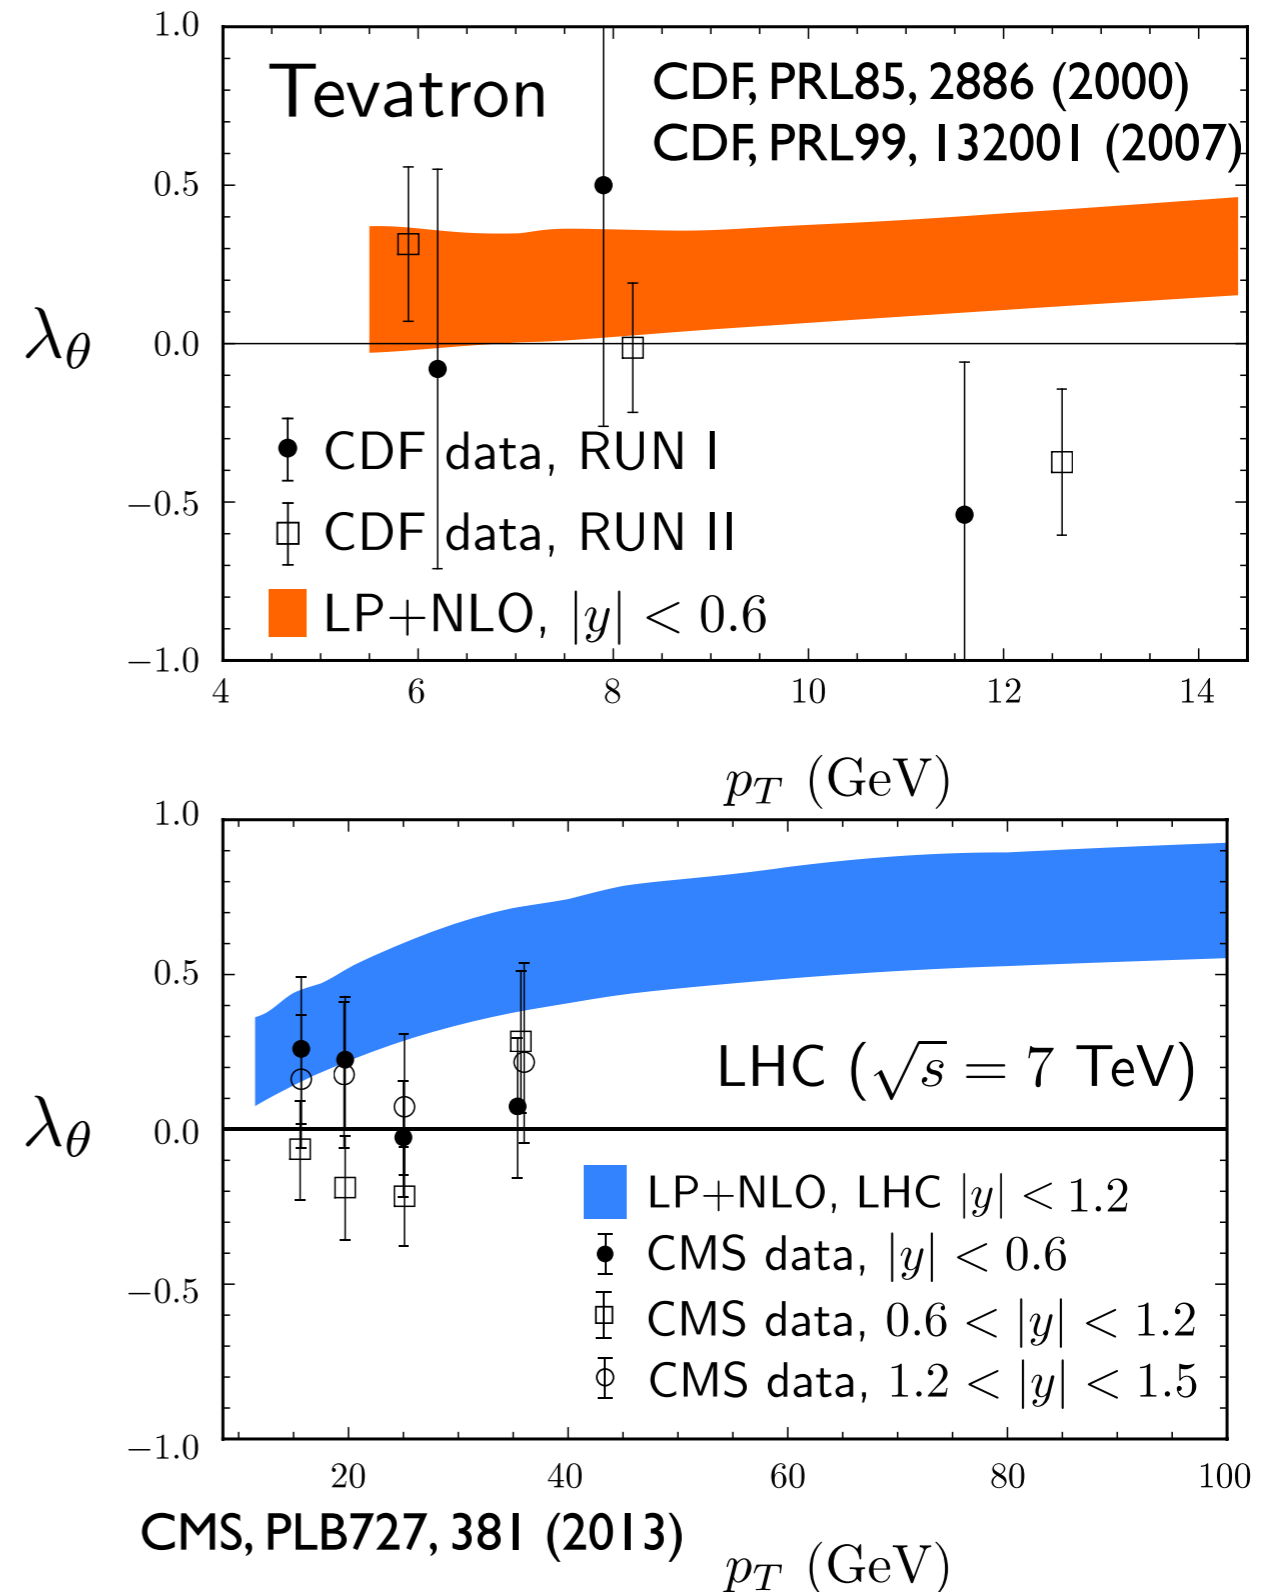 1.0
Tevatron
CDF, PRL85, 2886 (2000)
CDF, PRL99, 132001 (2007)
0.5
λθ
0.0
CDF data, RUN I
−0.5
CDF data, RUN II
LP+NLO, |y| < 0.6
−1.0
4 6 8 10 12 14
pT (GeV)
1.0
0.5
LHC (√s = 7 TeV)
λθ
0.0
LP+NLO, LHC |y| < 1.2
CMS data, |y| < 0.6
−0.5
CMS data, 0.6 < |y| < 1.2
CMS data, 1.2 < |y| < 1.5
−1.0
20 40 60 80 100
CMS, PLB727, 381 (2013)
pT (GeV)